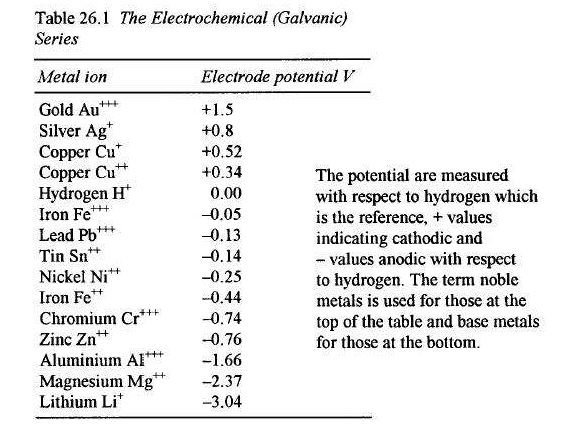 Table 26.1 The Electrochemical (Galvanic)
Series
Metal ion Electrode potential V
Gold Au+++ +1.5
Silver Ag+ +0.8
Copper Cu+ +0.52
Copper Cu++ +0.34
Hydrogen H+ 0.00
Iron Fe+++ –0.05
Lead Pb+++ –0.13
Tin Sn++ –0.14
Nickel Ni++ –0.25
Iron Fe++ –0.44
Chromium Cr+++ –0.74
Zinc Zn++ –0.76
Aluminium Al+++ –1.66
Magnesium Mg++ –2.37
Lithium Li+ –3.04
The potential are measured
with respect to hydrogen which
is the reference, + values
indicating cathodic and
– values anodic with respect
to hydrogen. The term noble
metals is used for those at the
top of the table and base metals
for those at the bottom.